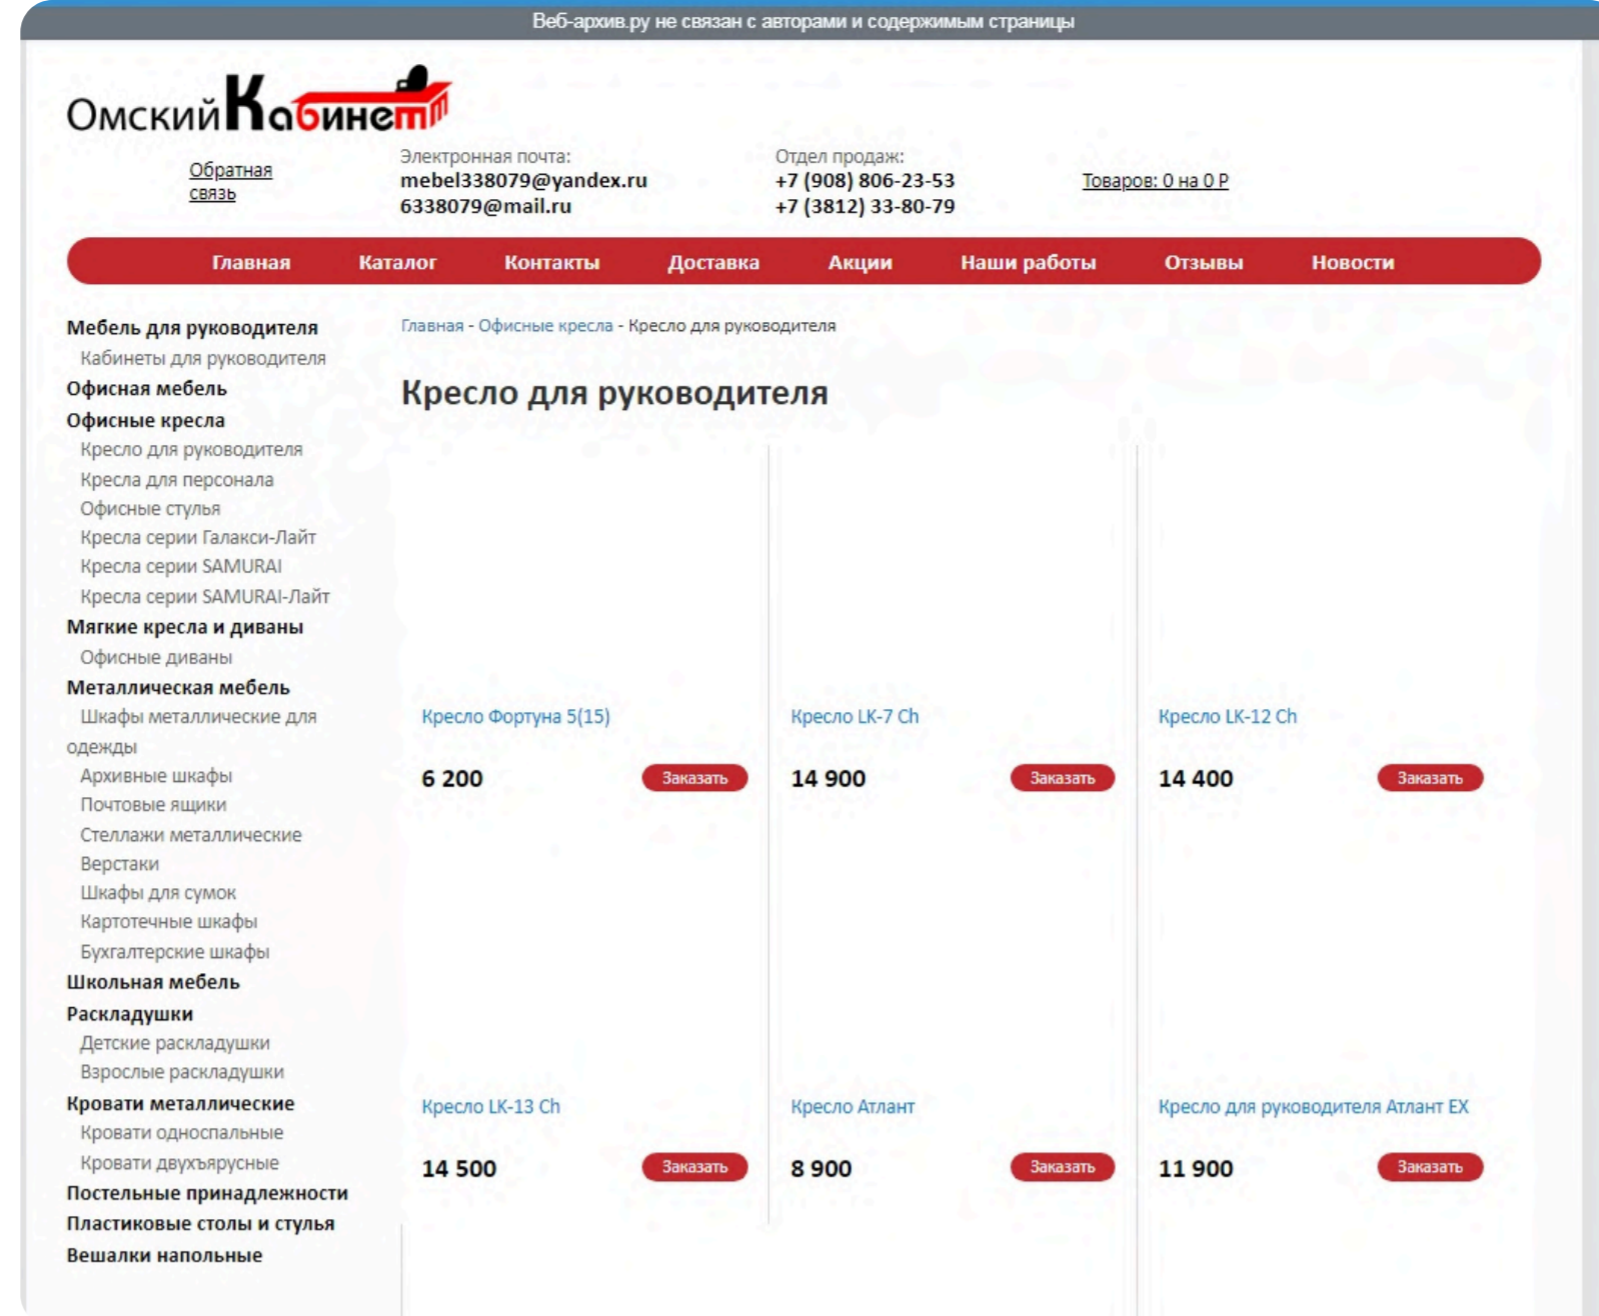 Веб-архив.ру не связан с авторами и содержимым страницы
Омский Кабинет
Обратная
связь
Электронная почта:
mebel338079@yandex.ru
6338079@mail.ru
Отдел продаж:
+7 (908) 806-23-53
+7 (3812) 33-80-79
Товаров: 0 на 0 Р
Главная Каталог Контакты Доставка Акции Наши работы Отзывы Новости
Мебель для руководителя
Кабинеты для руководителя
Офисная мебель
Офисные кресла
Кресло для руководителя
Кресла для персонала
Офисные стулья
Кресла серии Галакси-Лайт
Кресла серии SAMURAI
Кресла серии SAMURAI-Лайт
Мягкие кресла и диваны
Офисные диваны
Металлическая мебель
Шкафы металлические для
одежды
Архивные шкафы
Почтовые ящики
Стеллажи металлические
Верстаки
Шкафы для сумок
Картотечные шкафы
Бухгалтерские шкафы
Школьная мебель
Раскладушки
Детские раскладушки
Взрослые раскладушки
Кровати металлические
Кровати односпальные
Кровати двухъярусные
Постельные принадлежности
Пластиковые столы и стулья
Вешалки напольные
Главная - Офисные кресла - Кресло для руководителя
Кресло для руководителя
Кресло Фортуна 5(15)
6 200 Заказать
Кресло LK-7 Ch
14 900 Заказать
Кресло LK-12 Ch
14 400 Заказать
Кресло LK-13 Ch
14 500 Заказать
Кресло Атлант
8 900 Заказать
Кресло для руководителя Атлант EX
11 900 Заказать